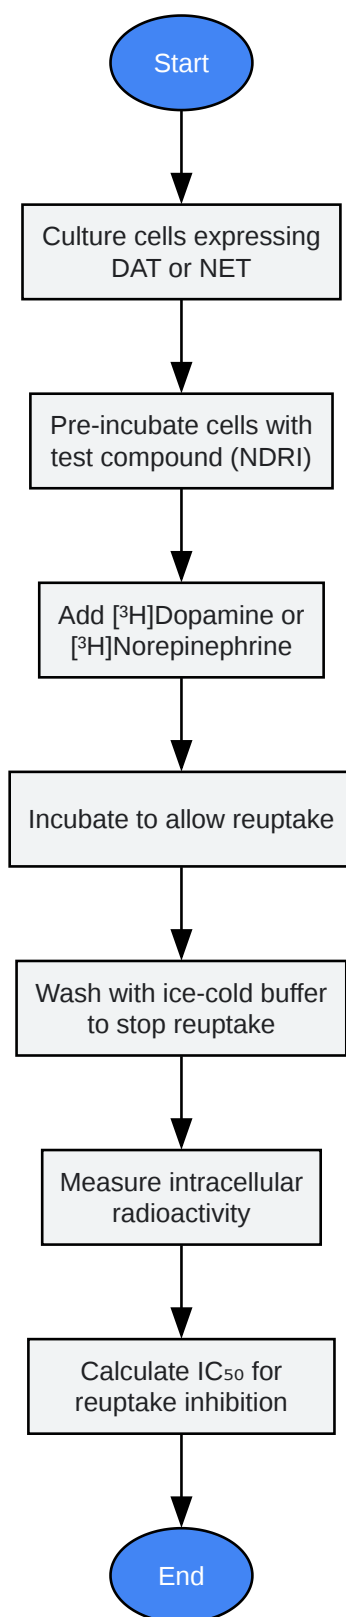 Start
Culture cells expressing
DAT or NET
Pre-incubate cells with
test compound (NDRI)
Add [³H]Dopamine or
[³H]Norepinephrine
Incubate to allow reuptake
Wash with ice-cold buffer
to stop reuptake
Measure intracellular
radioactivity
Calculate IC₅₀ for
reuptake inhibition
End